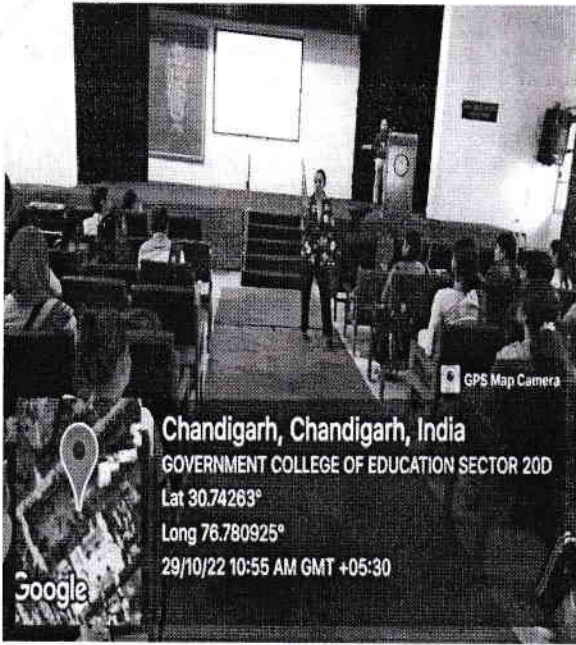 GPS Map Camera
Chandigarh, Chandigarh, India
GOVERNMENT COLLEGE OF EDUCATION SECTOR 20D
Lat 30.74263°
Long 76.780925°
29/10/22 10:55 AM GMT +05:30
Google